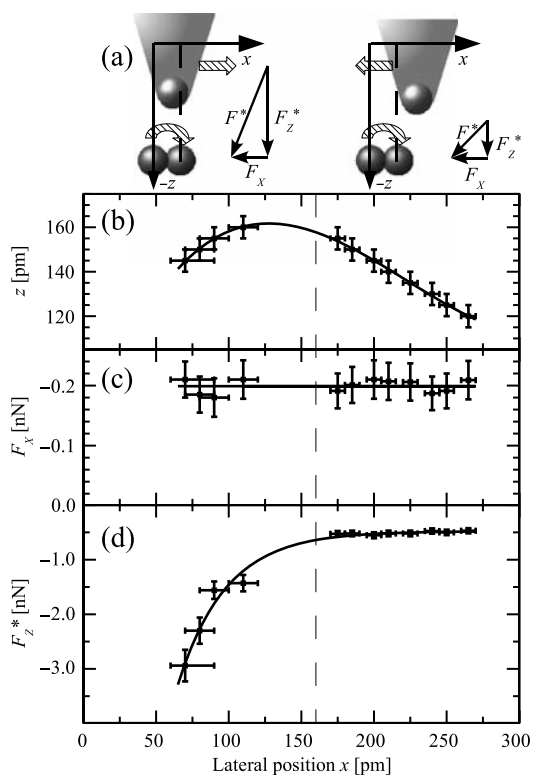 (a)
x
x
F*
F_Z*
F*
F_Z*
F_X
F_X
-z
-z
(b)
z [pm]
160
140
120
(c)
F_X [nN]
−0.2
−0.1
0.0
(d)
F_Z* [nN]
−1.0
−2.0
−3.0
0 50 100 150 200 250 300
Lateral position x [pm]